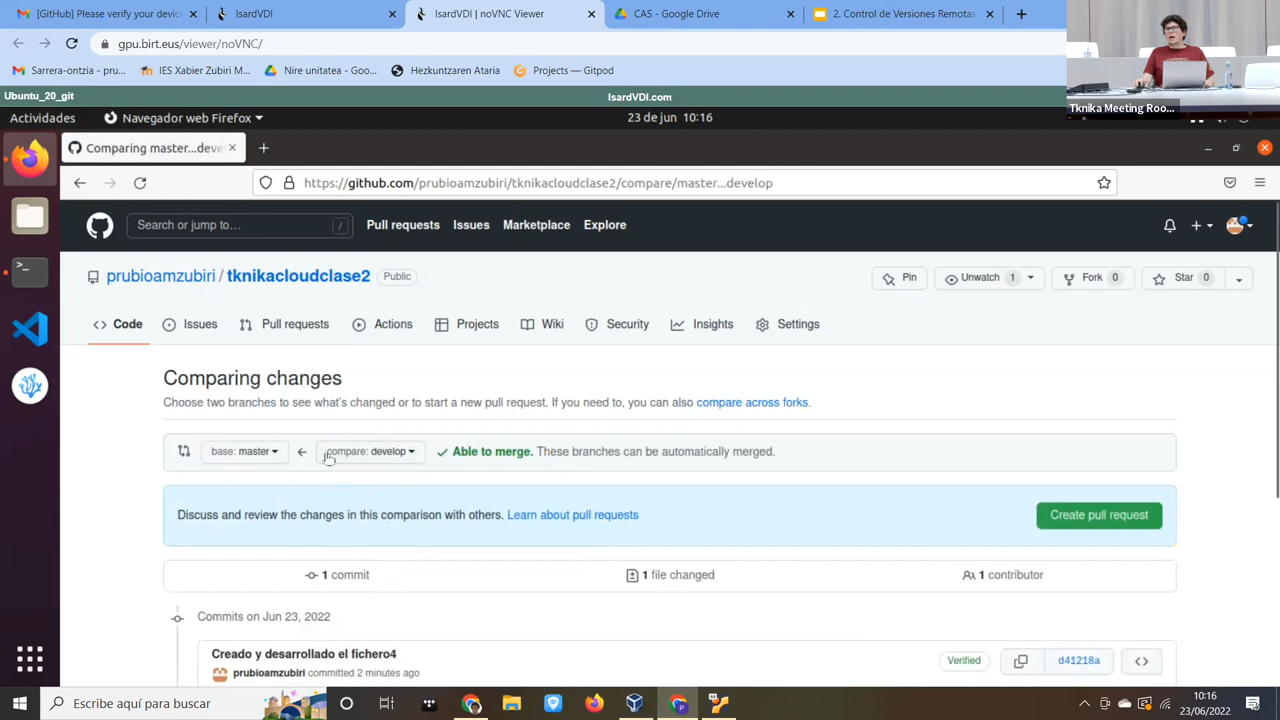 [GitHub] Please verify your device
IsardVDI
IsardVDI | noVNC Viewer
CAS - Google Drive
2. Control de Versiones Remotas
gpu.birt.eus/viewer/noVNC/
Sarrera-ontzia - pru...
IES Xabier Zubiri M...
Nire unitatea - Goo...
Hezkuntzaren Ataria
Projects — Gitpod
Ubuntu_20_git
IsardVDI.com
Tknika Meeting Roo...
Actividades
Navegador web Firefox
23 de jun 10:16
Comparing master...deve
https://github.com/prubioamzubiri/tknikacloudclase2/compare/master...develop
Search or jump to...
/
Pull requests
Issues
Marketplace
Explore
prubioamzubiri / tknikacloudclase2
Public
Pin
Unwatch 1
Fork 0
Star 0
Code
Issues
Pull requests
Actions
Projects
Wiki
Security
Insights
Settings
Comparing changes
Choose two branches to see what's changed or to start a new pull request. If you need to, you can also compare across forks.
base: master
compare: develop
Able to merge. These branches can be automatically merged.
Discuss and review the changes in this comparison with others. Learn about pull requests
Create pull request
1 commit
1 file changed
1 contributor
Commits on Jun 23, 2022
Creado y desarrollado el fichero4
prubioamzubiri committed 2 minutes ago
Verified
d41218a
Escribe aquí para buscar
10:16
23/06/2022